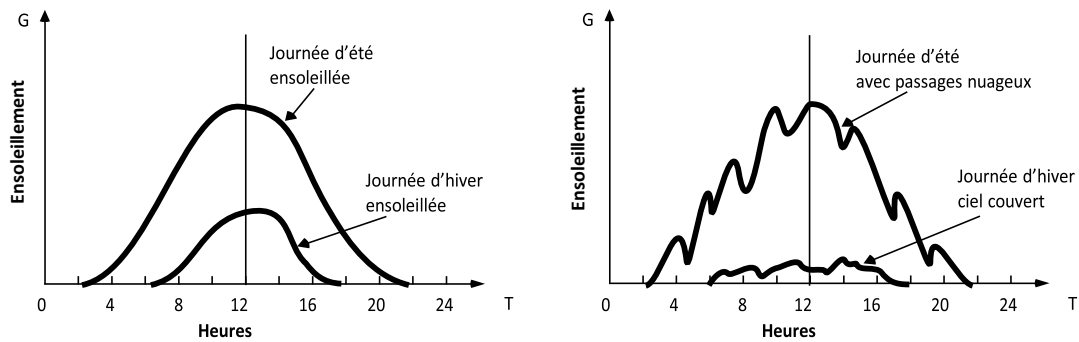 G
Ensoleillement
Journée d'été
ensoleillée
Journée d'hiver
ensoleillée
0 4 8 12 16 20 24 T
Heures
G
Ensoleillement
Journée d'été
avec passages nuageux
Journée d'hiver
ciel couvert
0 4 8 12 16 20 24 T
Heures